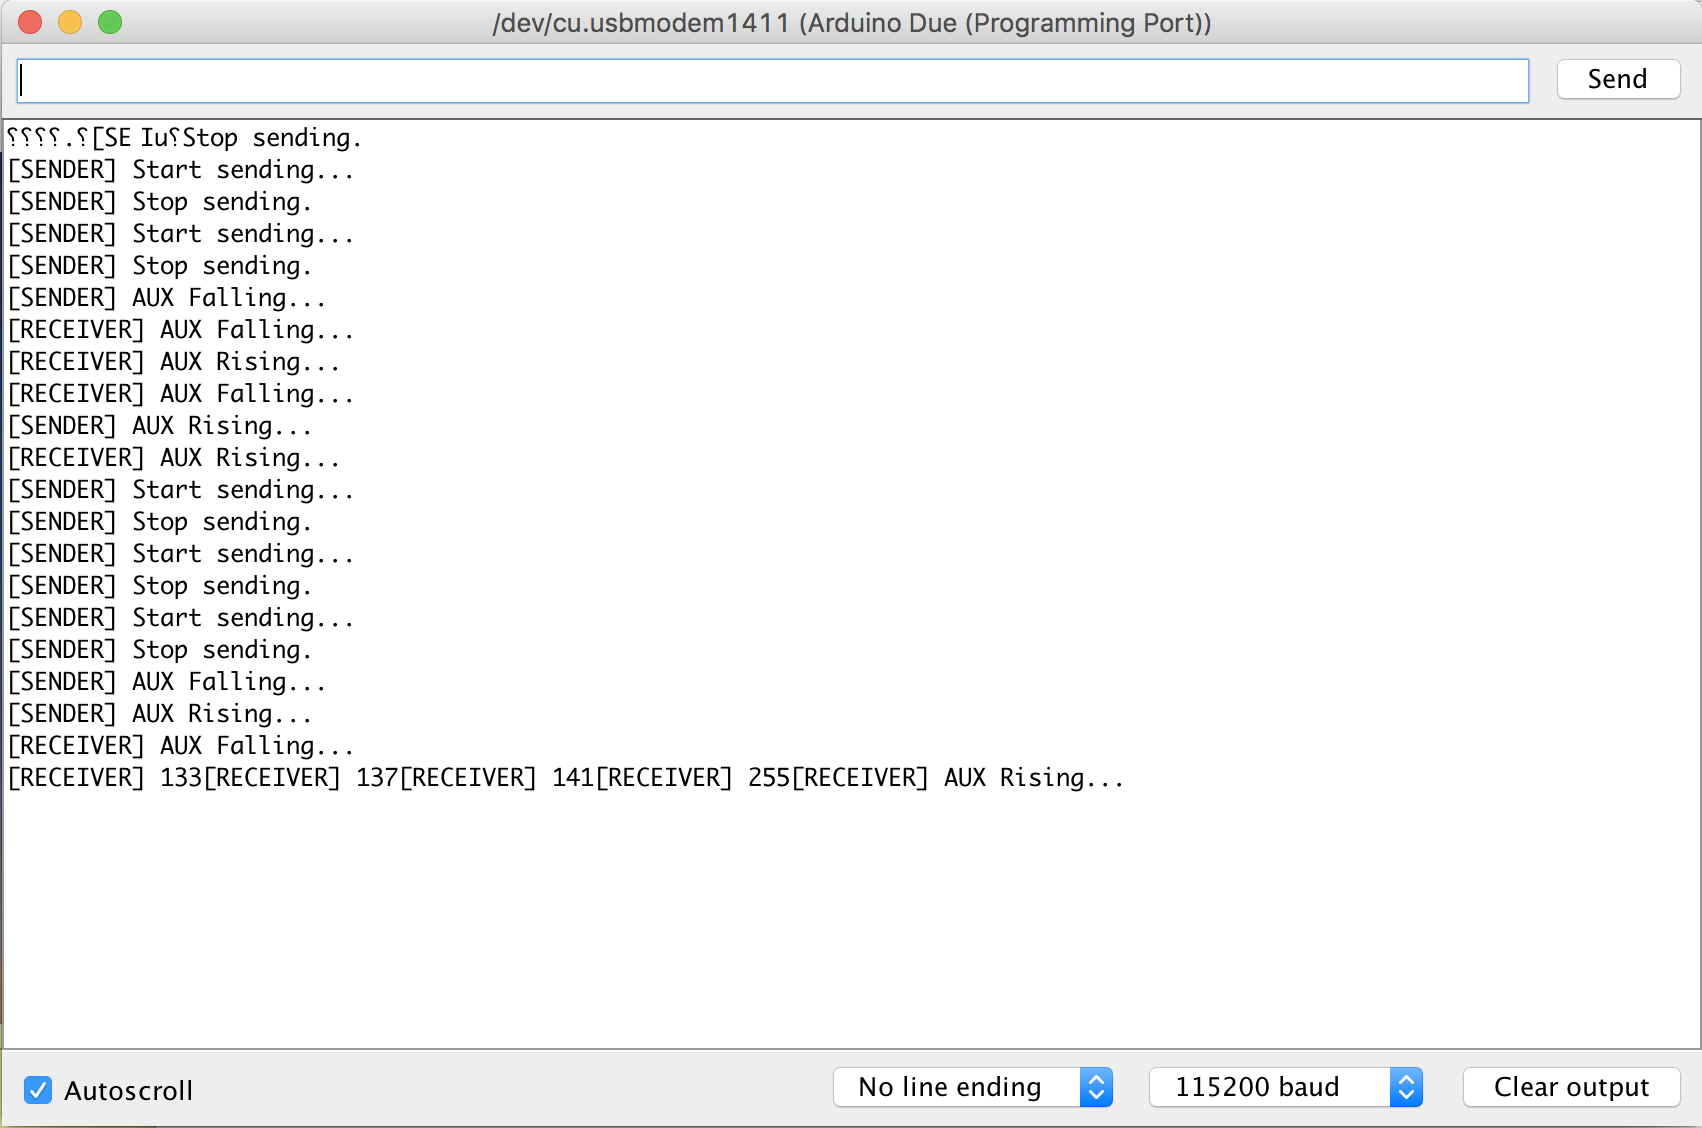 /dev/cu.usbmodem1411 (Arduino Due (Programming Port))
Send
⸮⸮⸮⸮.⸮[SE Iu⸮Stop sending.
[SENDER] Start sending...
[SENDER] Stop sending.
[SENDER] Start sending...
[SENDER] Stop sending.
[SENDER] AUX Falling...
[RECEIVER] AUX Falling...
[RECEIVER] AUX Rising...
[RECEIVER] AUX Falling...
[SENDER] AUX Rising...
[RECEIVER] AUX Rising...
[SENDER] Start sending...
[SENDER] Stop sending.
[SENDER] Start sending...
[SENDER] Stop sending.
[SENDER] Start sending...
[SENDER] Stop sending.
[SENDER] AUX Falling...
[SENDER] AUX Rising...
[RECEIVER] AUX Falling...
[RECEIVER] 133[RECEIVER] 137[RECEIVER] 141[RECEIVER] 255[RECEIVER] AUX Rising...
Autoscroll
No line ending
115200 baud
Clear output